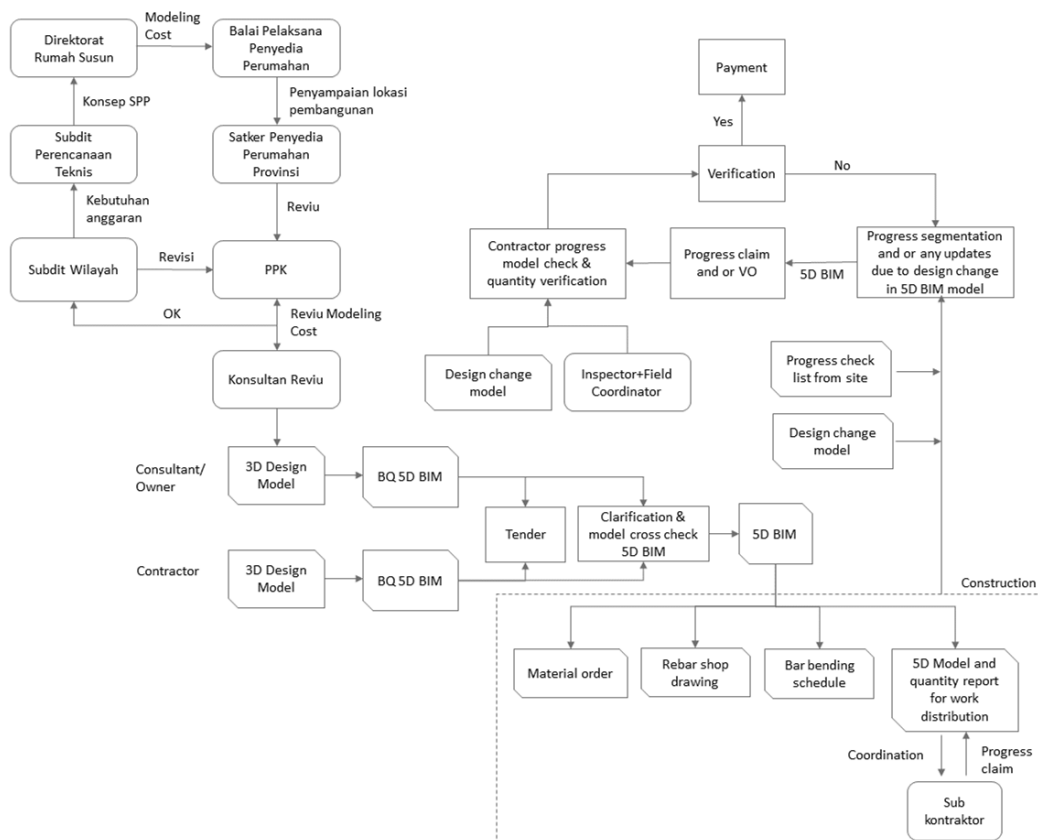 Direktorat
Rumah Susun
Modeling
Cost
Balai Pelaksana
Penyedia
Perumahan
Konsep SPP
Penyampaian lokasi
pembangunan
Subdit
Perencanaan
Teknis
Satker Penyedia
Perumahan
Provinsi
Kebutuhan
anggaran
Reviu
Subdit Wilayah
Revisi
PPK
OK
Reviu Modeling
Cost
Konsultan Reviu
Payment
Yes
Verification
No
Contractor progress
model check &
quantity verification
Progress claim
and or VO
5D BIM
Progress segmentation
and or any updates
due to design change
in 5D BIM model
Design change
model
Inspector+Field
Coordinator
Progress check
list from site
Design change
model
Consultant/
Owner
3D Design
Model
BQ 5D BIM
Tender
Clarification &
model cross check
5D BIM
5D BIM
Contractor
3D Design
Model
BQ 5D BIM
Construction
Material order
Rebar shop
drawing
Bar bending
schedule
5D Model and
quantity report
for work
distribution
Coordination
Progress
claim
Sub
kontraktor